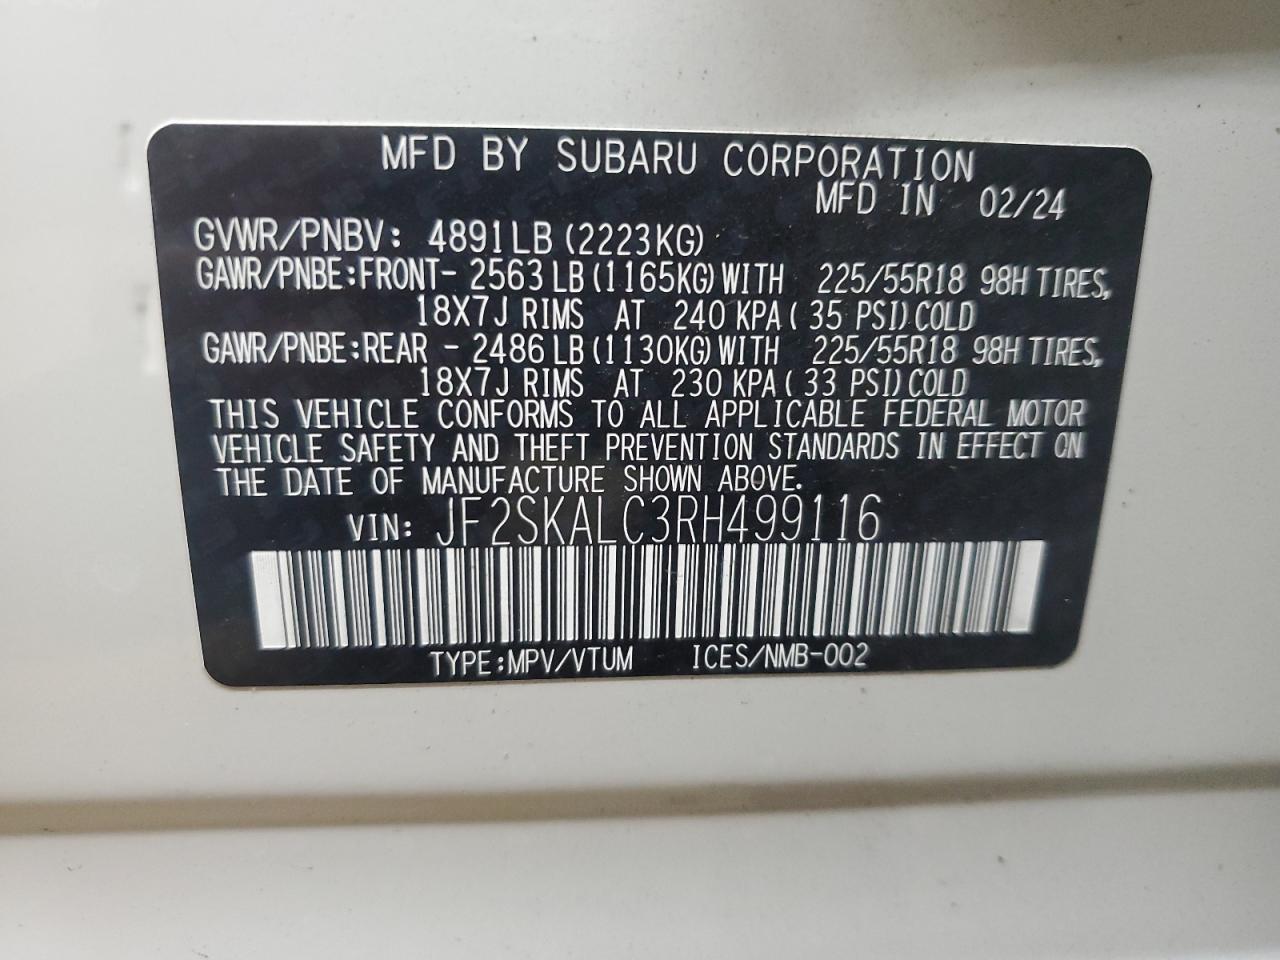 MFD BY SUBARU CORPORATION
MFD IN 02/24
GVWR/PNBV: 4891LB (2223KG)
GAWR/PNBE:FRONT- 2563 LB (1165KG) WITH 225/55R18 98H TIRES,
18X7J RIMS AT 240 KPA ( 35 PSI) COLD
GAWR/PNBE:REAR - 2486 LB (1130KG) WITH 225/55R18 98H TIRES,
18X7J RIMS AT 230 KPA ( 33 PSI) COLD
THIS VEHICLE CONFORMS TO ALL APPLICABLE FEDERAL MOTOR
VEHICLE SAFETY AND THEFT PREVENTION STANDARDS IN EFFECT ON
THE DATE OF MANUFACTURE SHOWN ABOVE.
VIN: JF2SKALC3RH499116
TYPE:MPV/VTUM ICES/NMB-002